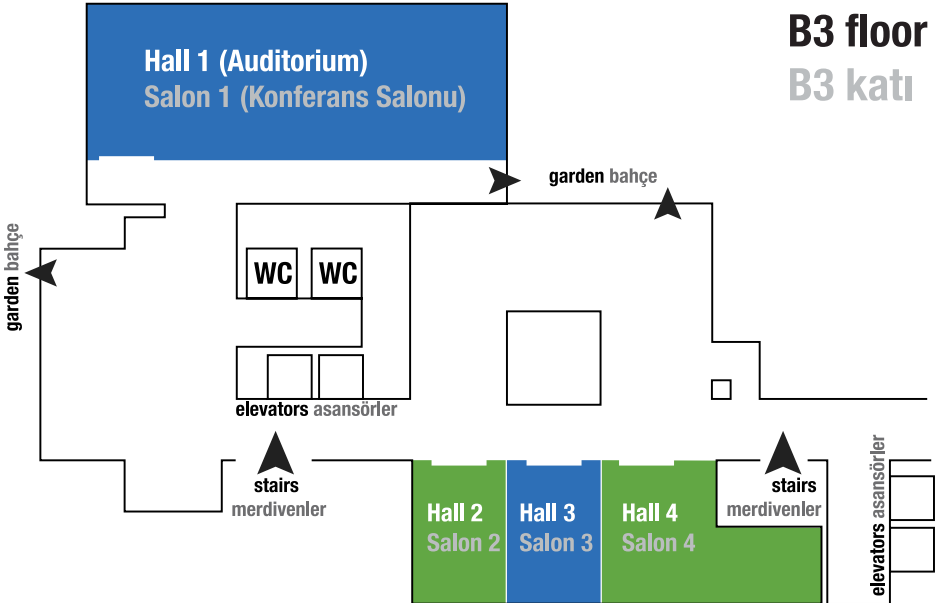 B3 floor
B3 katı
Hall 1 (Auditorium)
Salon 1 (Konferans Salonu)
garden bahçe
garden bahçe
WC WC
elevators asansörler
stairs
merdivenler
Hall 2
Salon 2
Hall 3
Salon 3
Hall 4
Salon 4
stairs
merdivenler
elevators asansörler